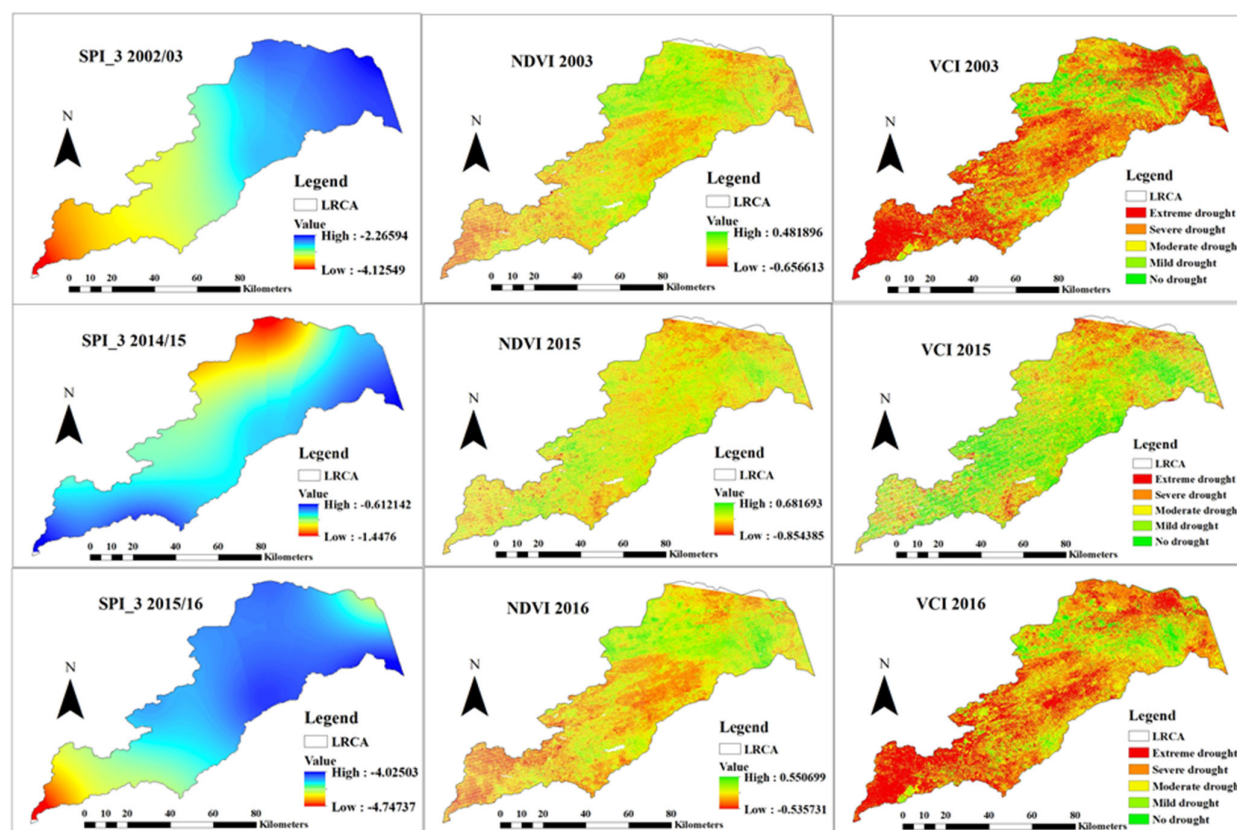 SPI_3 2002/03
N
Legend
LRCA
Value
High : -2.26594
Low : -4.12549
0 10 20 40 60 80
Kilometers
NDVI 2003
N
Legend
LRCA
Value
High : 0.481896
Low : -0.656613
0 10 20 40 60 80
Kilometers
VCI 2003
N
Legend
LRCA
Extreme drought
Severe drought
Moderate drought
Mild drought
No drought
0 10 20 40 60 80
Kilometers
SPI_3 2014/15
N
Legend
LRCA
Value
High : -0.612142
Low : -1.4476
0 10 20 40 60 80
Kilometers
NDVI 2015
N
Legend
LRCA
Value
High : 0.681693
Low : -0.854385
0 10 20 40 60 80
Kilometers
VCI 2015
N
Legend
LRCA
Extreme drought
Severe drought
Moderate drought
Mild drought
No drought
0 10 20 40 60 80
Kilometers
SPI_3 2015/16
N
Legend
LRCA
Value
High : -4.02503
Low : -4.74737
0 10 20 40 60 80
Kilometers
NDVI 2016
N
Legend
LRCA
Value
High : 0.550699
Low : -0.535731
0 10 20 40 60 80
Kilometers
VCI 2016
N
Legend
LRCA
Extreme drought
Severe drought
Moderate drought
Mild drought
No drought
0 10 20 40 60 80
Kilometers